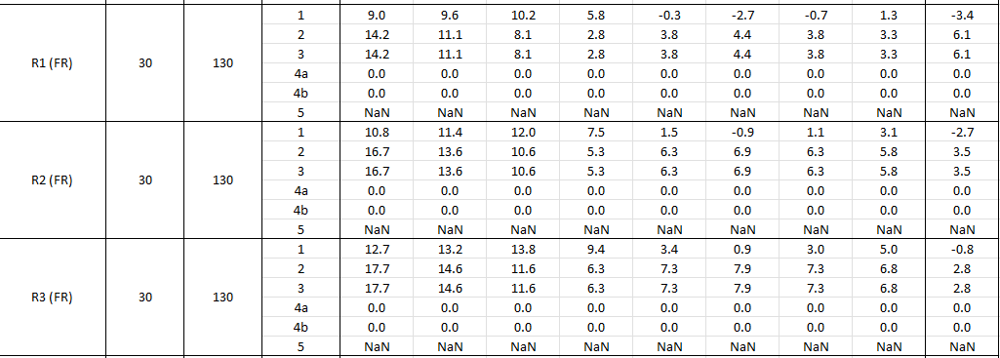 1 9.0 9.6 10.2 5.8 -0.3 -2.7 -0.7 1.3 -3.4
2 14.2 11.1 8.1 2.8 3.8 4.4 3.8 3.3 6.1
R1 (FR) 30 130 3 14.2 11.1 8.1 2.8 3.8 4.4 3.8 3.3 6.1
4a 0.0 0.0 0.0 0.0 0.0 0.0 0.0 0.0 0.0
4b 0.0 0.0 0.0 0.0 0.0 0.0 0.0 0.0 0.0
5 NaN NaN NaN NaN NaN NaN NaN NaN NaN
1 10.8 11.4 12.0 7.5 1.5 -0.9 1.1 3.1 -2.7
2 16.7 13.6 10.6 5.3 6.3 6.9 6.3 5.8 3.5
R2 (FR) 30 130 3 16.7 13.6 10.6 5.3 6.3 6.9 6.3 5.8 3.5
4a 0.0 0.0 0.0 0.0 0.0 0.0 0.0 0.0 0.0
4b 0.0 0.0 0.0 0.0 0.0 0.0 0.0 0.0 0.0
5 NaN NaN NaN NaN NaN NaN NaN NaN NaN
1 12.7 13.2 13.8 9.4 3.4 0.9 3.0 5.0 -0.8
2 17.7 14.6 11.6 6.3 7.3 7.9 7.3 6.8 2.8
R3 (FR) 30 130 3 17.7 14.6 11.6 6.3 7.3 7.9 7.3 6.8 2.8
4a 0.0 0.0 0.0 0.0 0.0 0.0 0.0 0.0 0.0
4b 0.0 0.0 0.0 0.0 0.0 0.0 0.0 0.0 0.0
5 NaN NaN NaN NaN NaN NaN NaN NaN NaN